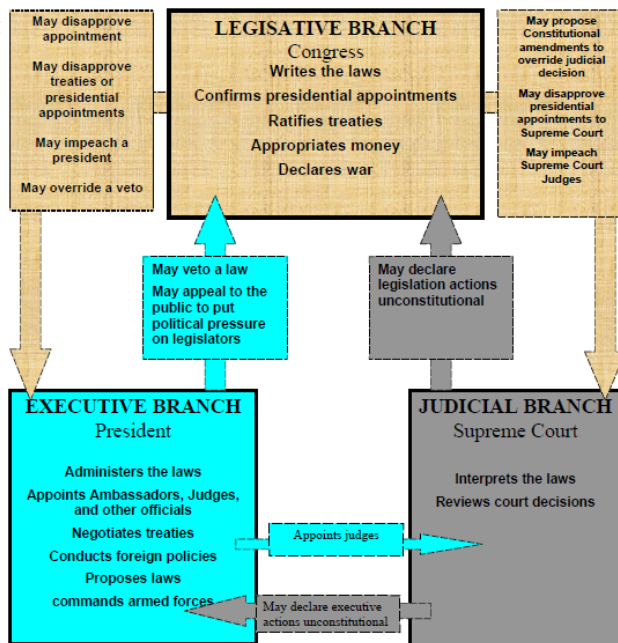 May disapprove
appointment
May disapprove
treaties or
presidential
appointments
May impeach a
president
May override a veto
LEGISATIVE BRANCH
Congress
Writes the laws
Confirms presidential appointments
Ratifies treaties
Appropriates money
Declares war
May propose
Constitutional
amendments to
override judicial
decision
May disapprove
presidential
appointments to
Supreme Court
May impeach
Supreme Court
Judges
May veto a law
May appeal to the
public to put
political pressure
on legislators
May declare
legislation actions
unconstitutional
EXECUTIVE BRANCH
President
Administers the laws
Appoints Ambassadors, Judges,
and other officials
Negotiates treaties
Conducts foreign policies
Proposes laws
commands armed forces
JUDICIAL BRANCH
Supreme Court
Interprets the laws
Reviews court decisions
Appoints judges
May declare executive
actions unconstitutional